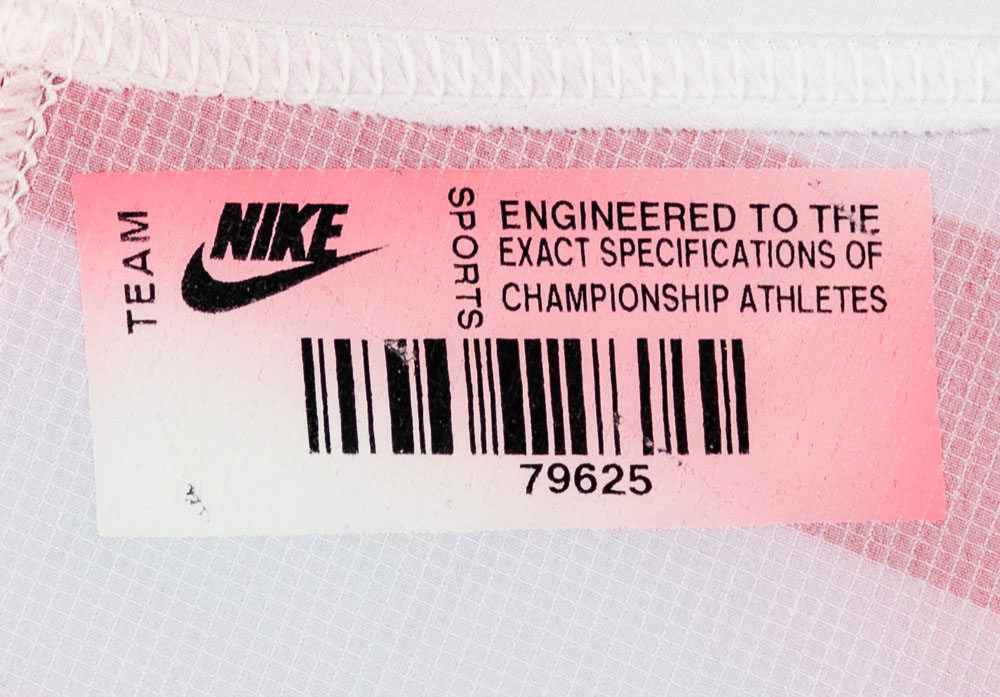 TEAM
NIKE
SPORTS
ENGINEERED TO THE
EXACT SPECIFICATIONS OF
CHAMPIONSHIP ATHLETES
79625